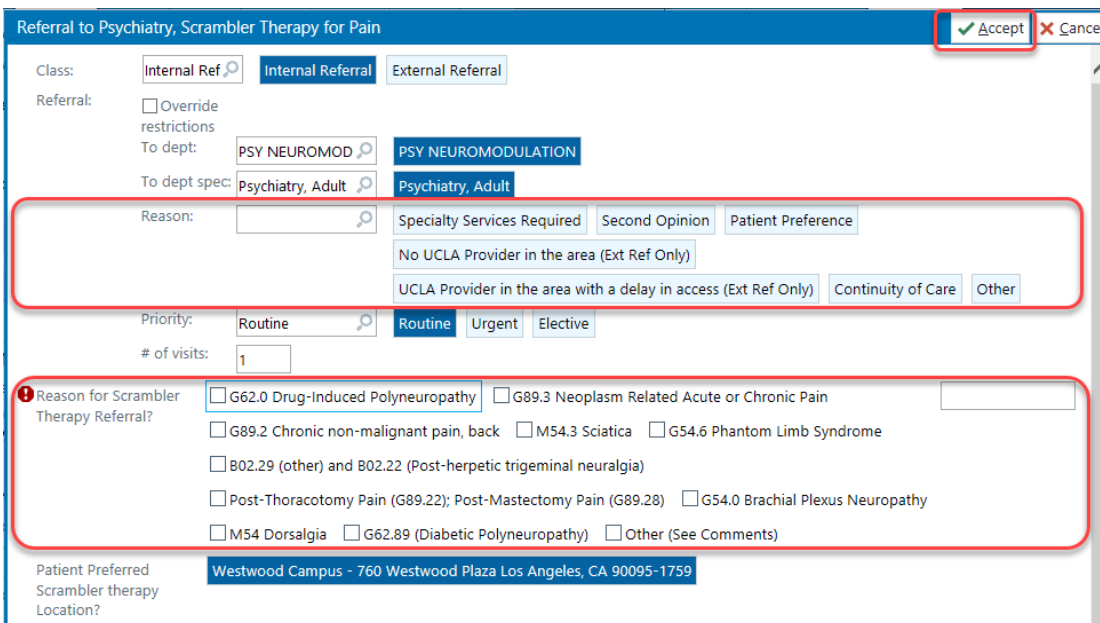 Referral to Psychiatry, Scrambler Therapy for Pain Accept Cance
Class: Internal Ref Internal Referral External Referral
Referral: Override
restrictions
To dept: PSY NEUROMOD PSY NEUROMODULATION
To dept spec: Psychiatry, Adult Psychiatry, Adult
Reason: Specialty Services Required Second Opinion Patient Preference
No UCLA Provider in the area (Ext Ref Only)
UCLA Provider in the area with a delay in access (Ext Ref Only) Continuity of Care Other
Priority: Routine Routine Urgent Elective
# of visits: 1
Reason for Scrambler G62.0 Drug-Induced Polyneuropathy G89.3 Neoplasm Related Acute or Chronic Pain
Therapy Referral?
G89.2 Chronic non-malignant pain, back M54.3 Sciatica G54.6 Phantom Limb Syndrome
B02.29 (other) and B02.22 (Post-herpetic trigeminal neuralgia)
Post-Thoracotomy Pain (G89.22); Post-Mastectomy Pain (G89.28) G54.0 Brachial Plexus Neuropathy
M54 Dorsalgia G62.89 (Diabetic Polyneuropathy) Other (See Comments)
Patient Preferred Westwood Campus - 760 Westwood Plaza Los Angeles, CA 90095-1759
Scrambler therapy
Location?